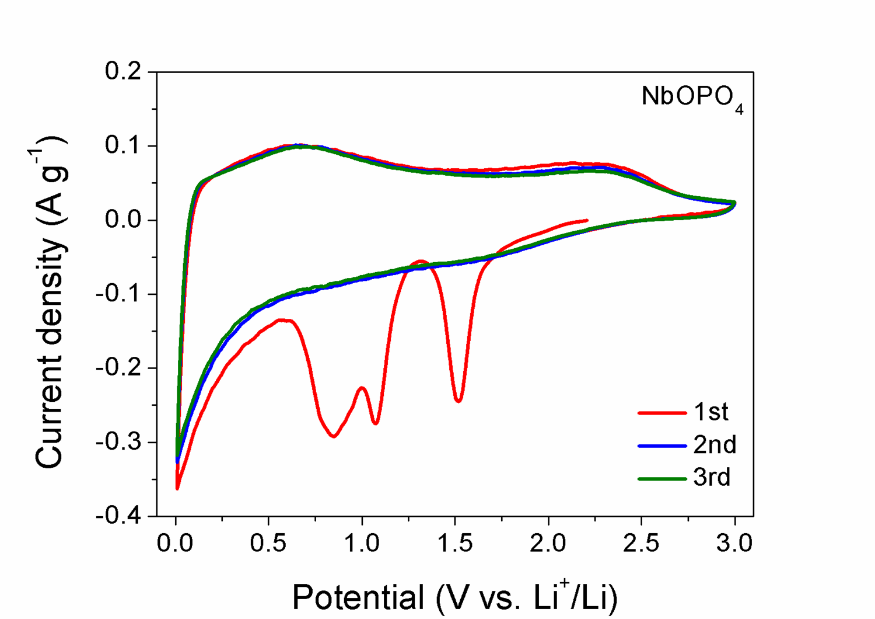 NbOPO₄
0.2
0.1
0.0
-0.1
-0.2
-0.3
-0.4
Current density (A g⁻¹)
1st
2nd
3rd
0.0 0.5 1.0 1.5 2.0 2.5 3.0
Potential (V vs. Li⁺/Li)